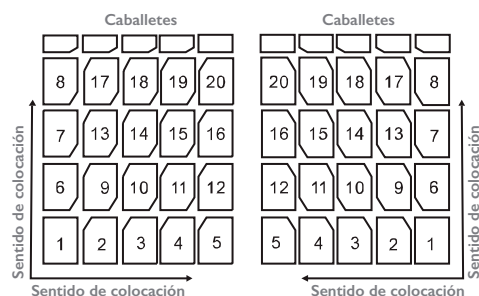 Caballetes
8 17 18 19 20
7 13 14 15 16
6 9 10 11 12
1 2 3 4 5
Sentido de colocación
Sentido de colocación
Caballetes
20 19 18 17 8
16 15 14 13 7
12 11 10 9 6
5 4 3 2 1
Sentido de colocación
Sentido de colocación